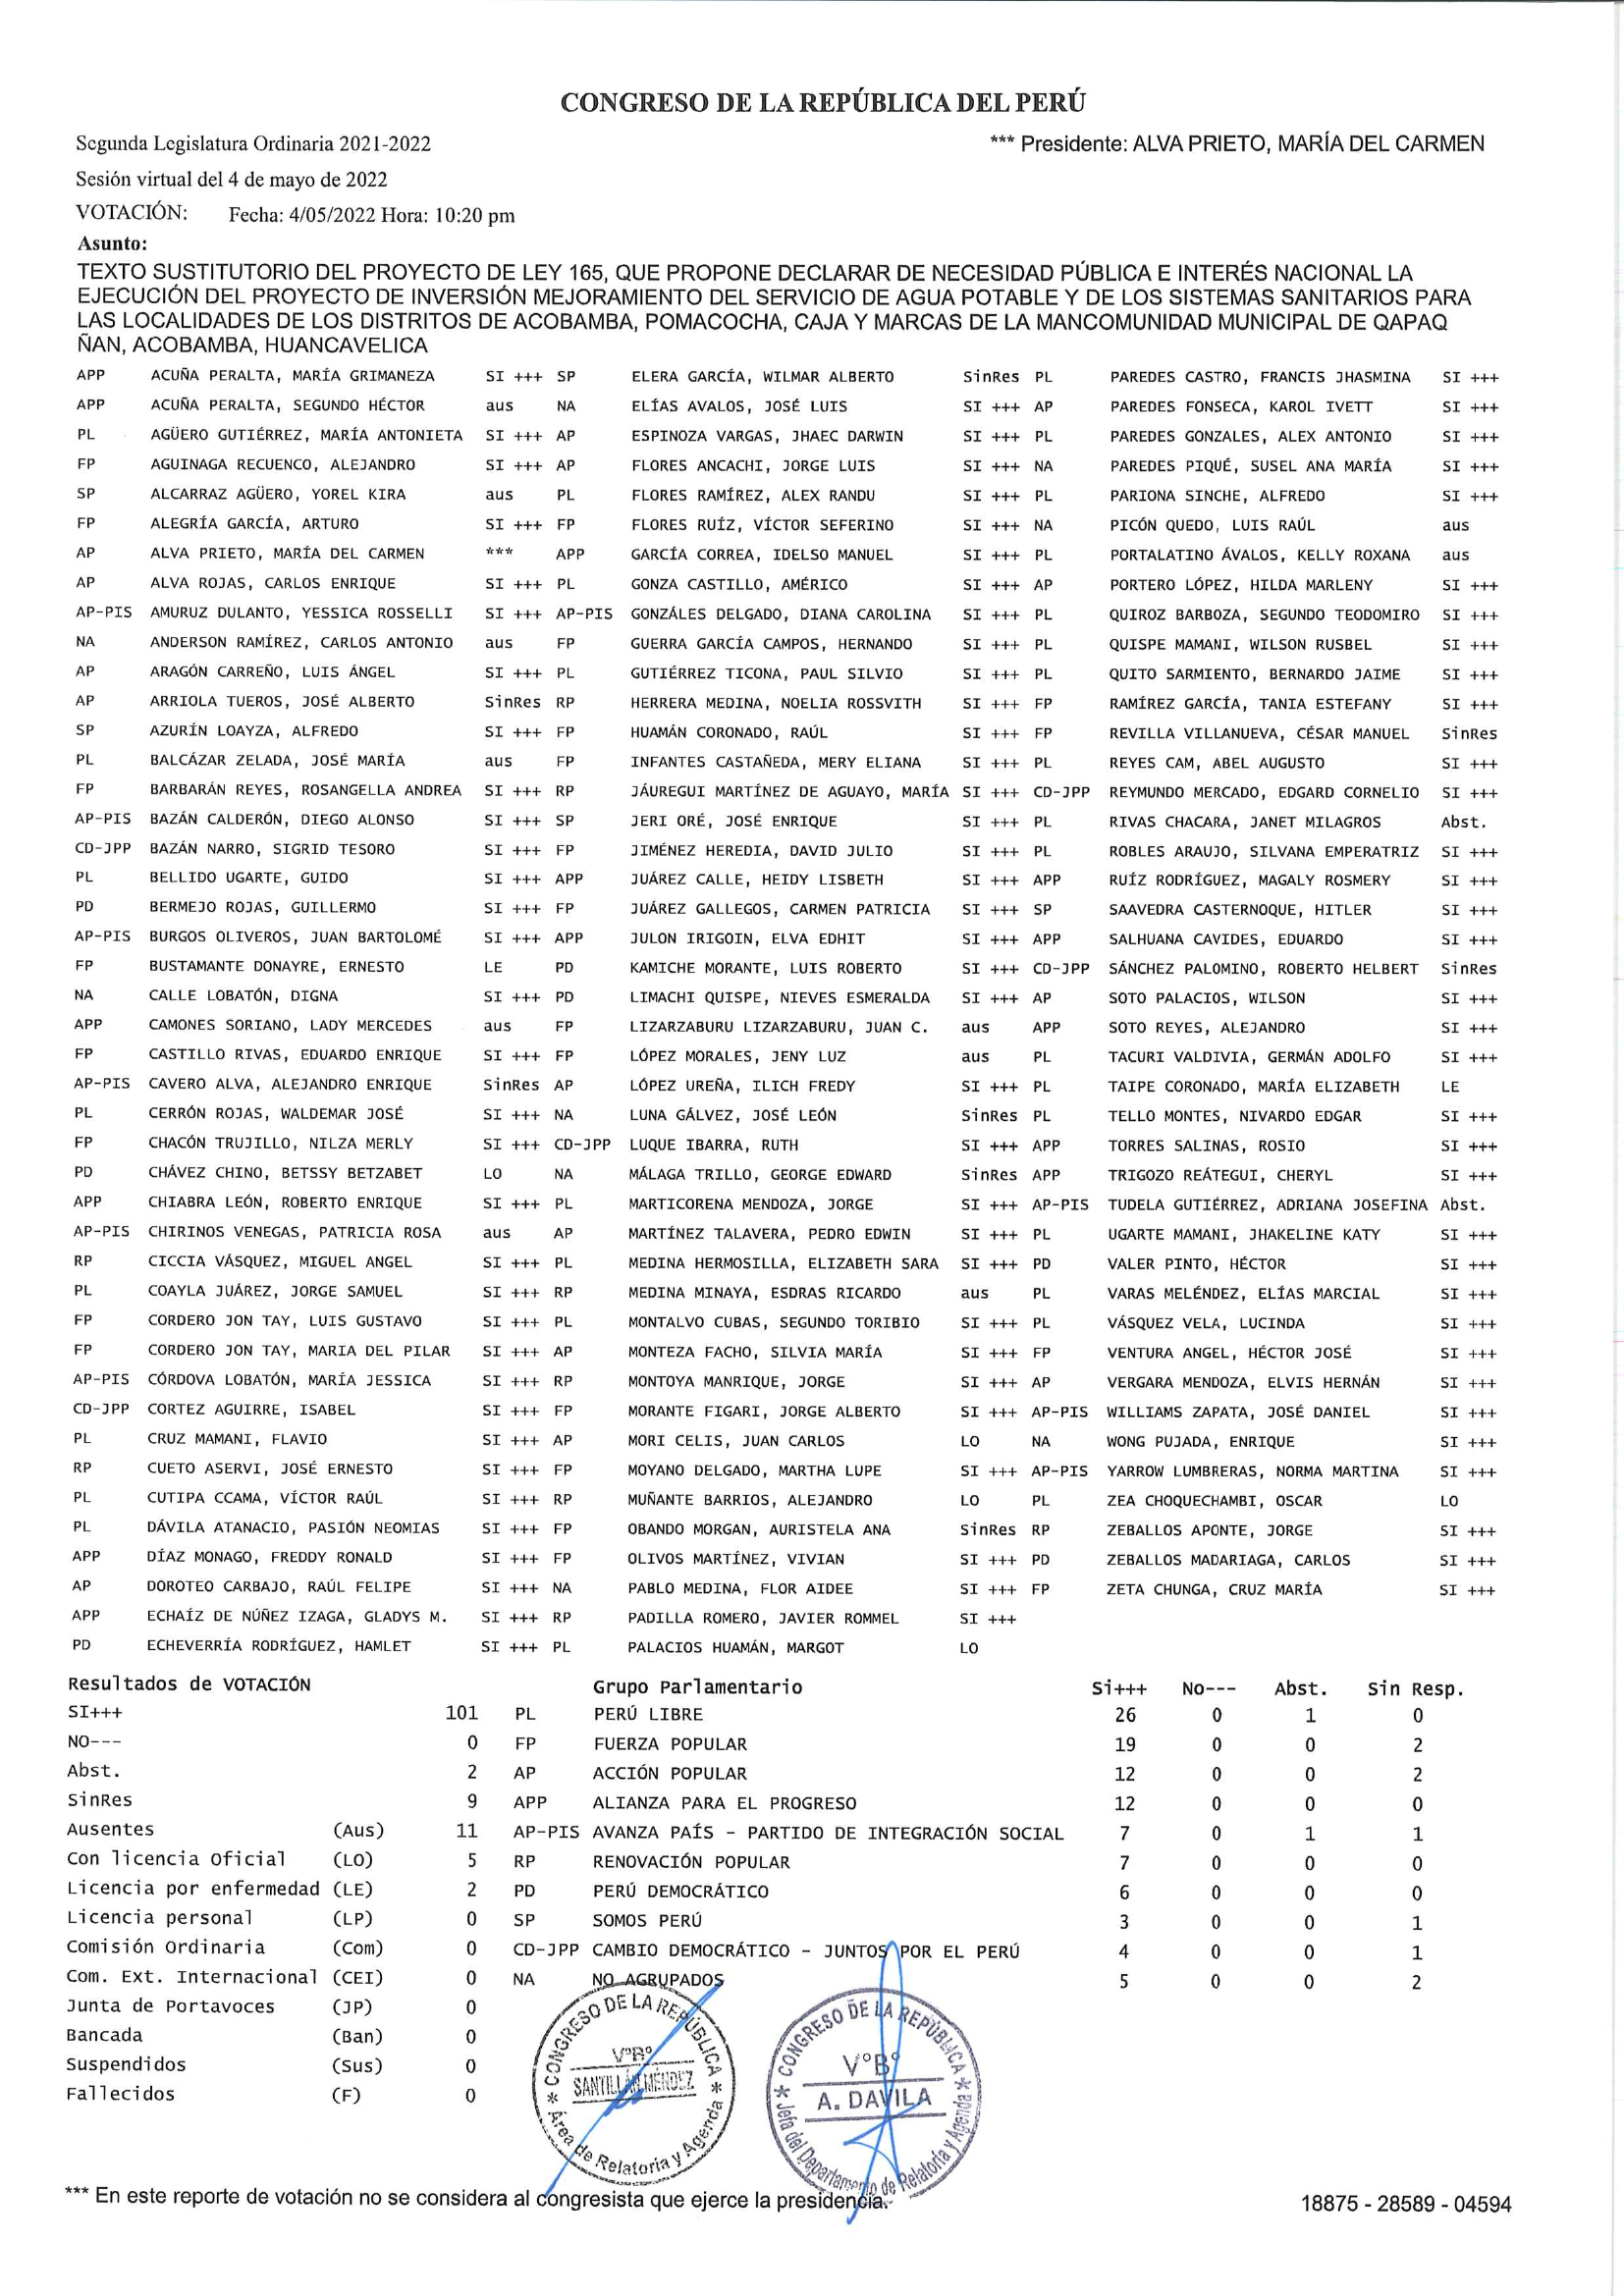 CONGRESO DE LA REPÚBLICA DEL PERÚ
Segunda Legislatura Ordinaria 2021-2022 *** Presidente: ALVA PRIETO, MARÍA DEL CARMEN
Sesión virtual del 4 de mayo de 2022
VOTACIÓN: Fecha: 4/05/2022 Hora: 10:20 pm
Asunto:
TEXTO SUSTITUTORIO DEL PROYECTO DE LEY 165, QUE PROPONE DECLARAR DE NECESIDAD PÚBLICA E INTERÉS NACIONAL LA
EJECUCIÓN DEL PROYECTO DE INVERSIÓN MEJORAMIENTO DEL SERVICIO DE AGUA POTABLE Y DE LOS SISTEMAS SANITARIOS PARA
LAS LOCALIDADES DE LOS DISTRITOS DE ACOBAMBA, POMACOCHA, CAJA Y MARCAS DE LA MANCOMUNIDAD MUNICIPAL DE QAPAQ
ÑAN, ACOBAMBA, HUANCAVELICA
APP ACUÑA PERALTA, MARÍA GRIMANEZA SI +++ SP ELERA GARCÍA, WILMAR ALBERTO SinRes PL PAREDES CASTRO, FRANCIS JHASMINA SI +++
APP ACUÑA PERALTA, SEGUNDO HÉCTOR aus NA ELÍAS AVALOS, JOSÉ LUIS SI +++ AP PAREDES FONSECA, KAROL IVETT SI +++
PL AGÜERO GUTIÉRREZ, MARÍA ANTONIETA SI +++ AP ESPINOZA VARGAS, JHAEC DARWIN SI +++ PL PAREDES GONZALES, ALEX ANTONIO SI +++
FP AGUINAGA RECUENCO, ALEJANDRO SI +++ AP FLORES ANCACHI, JORGE LUIS SI +++ NA PAREDES PIQUÉ, SUSEL ANA MARÍA SI +++
SP ALCARRAZ AGÜERO, YOREL KIRA aus PL FLORES RAMÍREZ, ALEX RANDU SI +++ PL PARIONA SINCHE, ALFREDO SI +++
FP ALEGRÍA GARCÍA, ARTURO SI +++ FP FLORES RUÍZ, VÍCTOR SEFERINO SI +++ NA PICÓN QUEDO, LUIS RAÚL aus
AP ALVA PRIETO, MARÍA DEL CARMEN *** APP GARCÍA CORREA, IDELSO MANUEL SI +++ PL PORTALATINO ÁVALOS, KELLY ROXANA aus
AP ALVA ROJAS, CARLOS ENRIQUE SI +++ PL GONZA CASTILLO, AMÉRICO SI +++ AP PORTERO LÓPEZ, HILDA MARLENY SI +++
AP-PIS AMURUZ DULANTO, YESSICA ROSSELLI SI +++ AP-PIS GONZÁLES DELGADO, DIANA CAROLINA SI +++ PL QUIROZ BARBOZA, SEGUNDO TEODOMIRO SI +++
NA ANDERSON RAMÍREZ, CARLOS ANTONIO aus FP GUERRA GARCÍA CAMPOS, HERNANDO SI +++ PL QUISPE MAMANI, WILSON RUSBEL SI +++
AP ARAGÓN CARREÑO, LUIS ÁNGEL SI +++ PL GUTIÉRREZ TICONA, PAUL SILVIO SI +++ PL QUITO SARMIENTO, BERNARDO JAIME SI +++
AP ARRIOLA TUEROS, JOSÉ ALBERTO SinRes RP HERRERA MEDINA, NOELIA ROSSVITH SI +++ FP RAMÍREZ GARCÍA, TANIA ESTEFANY SI +++
SP AZURÍN LOAYZA, ALFREDO SI +++ FP HUAMÁN CORONADO, RAÚL SI +++ FP REVILLA VILLANUEVA, CÉSAR MANUEL SinRes
PL BALCÁZAR ZELADA, JOSÉ MARÍA aus FP INFANTES CASTAÑEDA, MERY ELIANA SI +++ PL REYES CAM, ABEL AUGUSTO SI +++
FP BARBARÁN REYES, ROSANGELLA ANDREA SI +++ RP JÁUREGUI MARTÍNEZ DE AGUAYO, MARÍA SI +++ CD-JPP REYMUNDO MERCADO, EDGARD CORNELIO SI +++
AP-PIS BAZÁN CALDERÓN, DIEGO ALONSO SI +++ SP JERI ORÉ, JOSÉ ENRIQUE SI +++ PL RIVAS CHACARA, JANET MILAGROS Abst.
CD-JPP BAZÁN NARRO, SIGRID TESORO SI +++ FP JIMÉNEZ HEREDIA, DAVID JULIO SI +++ PL ROBLES ARAUJO, SILVANA EMPERATRIZ SI +++
PL BELLIDO UGARTE, GUIDO SI +++ APP JUÁREZ CALLE, HEIDY LISBETH SI +++ APP RUÍZ RODRÍGUEZ, MAGALY ROSMERY SI +++
PD BERMEJO ROJAS, GUILLERMO SI +++ FP JUÁREZ GALLEGOS, CARMEN PATRICIA SI +++ SP SAAVEDRA CASTERNOQUE, HITLER SI +++
AP-PIS BURGOS OLIVEROS, JUAN BARTOLOMÉ SI +++ APP JULON IRIGOIN, ELVA EDHIT SI +++ APP SALHUANA CAVIDES, EDUARDO SI +++
FP BUSTAMANTE DONAYRE, ERNESTO LE PD KAMICHE MORANTE, LUIS ROBERTO SI +++ CD-JPP SÁNCHEZ PALOMINO, ROBERTO HELBERT SinRes
NA CALLE LOBATÓN, DIGNA SI +++ PD LIMACHI QUISPE, NIEVES ESMERALDA SI +++ AP SOTO PALACIOS, WILSON SI +++
APP CAMONES SORIANO, LADY MERCEDES aus FP LIZARZABURU LIZARZABURU, JUAN C. aus APP SOTO REYES, ALEJANDRO SI +++
FP CASTILLO RIVAS, EDUARDO ENRIQUE SI +++ FP LÓPEZ MORALES, JENY LUZ aus PL TACURI VALDIVIA, GERMÁN ADOLFO SI +++
AP-PIS CAVERO ALVA, ALEJANDRO ENRIQUE SinRes AP LÓPEZ UREÑA, ILICH FREDY SI +++ PL TAIPE CORONADO, MARÍA ELIZABETH LE
PL CERRÓN ROJAS, WALDEMAR JOSÉ SI +++ NA LUNA GÁLVEZ, JOSÉ LEÓN SinRes PL TELLO MONTES, NIVARDO EDGAR SI +++
FP CHACÓN TRUJILLO, NILZA MERLY SI +++ CD-JPP LUQUE IBARRA, RUTH SI +++ APP TORRES SALINAS, ROSIO SI +++
PD CHÁVEZ CHINO, BETSSY BETZABET LO NA MÁLAGA TRILLO, GEORGE EDWARD SinRes APP TRIGOZO REÁTEGUI, CHERYL SI +++
APP CHIABRA LEÓN, ROBERTO ENRIQUE SI +++ PL MARTICORENA MENDOZA, JORGE SI +++ AP-PIS TUDELA GUTIÉRREZ, ADRIANA JOSEFINA Abst.
AP-PIS CHIRINOS VENEGAS, PATRICIA ROSA aus AP MARTÍNEZ TALAVERA, PEDRO EDWIN SI +++ PL UGARTE MAMANI, JHAKELINE KATY SI +++
RP CICCIA VÁSQUEZ, MIGUEL ANGEL SI +++ PL MEDINA HERMOSILLA, ELIZABETH SARA SI +++ PD VALER PINTO, HÉCTOR SI +++
PL COAYLA JUÁREZ, JORGE SAMUEL SI +++ RP MEDINA MINAYA, ESDRAS RICARDO aus PL VARAS MELÉNDEZ, ELÍAS MARCIAL SI +++
FP CORDERO JON TAY, LUIS GUSTAVO SI +++ PL MONTALVO CUBAS, SEGUNDO TORIBIO SI +++ PL VÁSQUEZ VELA, LUCINDA SI +++
FP CORDERO JON TAY, MARIA DEL PILAR SI +++ AP MONTEZA FACHO, SILVIA MARÍA SI +++ FP VENTURA ANGEL, HÉCTOR JOSÉ SI +++
AP-PIS CÓRDOVA LOBATÓN, MARÍA JESSICA SI +++ RP MONTOYA MANRIQUE, JORGE SI +++ AP VERGARA MENDOZA, ELVIS HERNÁN SI +++
CD-JPP CORTEZ AGUIRRE, ISABEL SI +++ FP MORANTE FIGARI, JORGE ALBERTO SI +++ AP-PIS WILLIAMS ZAPATA, JOSÉ DANIEL SI +++
PL CRUZ MAMANI, FLAVIO SI +++ AP MORI CELIS, JUAN CARLOS LO NA WONG PUJADA, ENRIQUE SI +++
RP CUETO ASERVI, JOSÉ ERNESTO SI +++ FP MOYANO DELGADO, MARTHA LUPE SI +++ AP-PIS YARROW LUMBRERAS, NORMA MARTINA SI +++
PL CUTIPA CCAMA, VÍCTOR RAÚL SI +++ RP MUÑANTE BARRIOS, ALEJANDRO LO PL ZEA CHOQUECHAMBI, OSCAR LO
PL DÁVILA ATANACIO, PASIÓN NEOMIAS SI +++ FP OBANDO MORGAN, AURISTELA ANA SinRes RP ZEBALLOS APONTE, JORGE SI +++
APP DÍAZ MONAGO, FREDDY RONALD SI +++ FP OLIVOS MARTÍNEZ, VIVIAN SI +++ PD ZEBALLOS MADARIAGA, CARLOS SI +++
AP DOROTEO CARBAJO, RAÚL FELIPE SI +++ NA PABLO MEDINA, FLOR AIDEE SI +++ FP ZETA CHUNGA, CRUZ MARÍA SI +++
APP ECHAÍZ DE NÚÑEZ IZAGA, GLADYS M. SI +++ RP PADILLA ROMERO, JAVIER ROMMEL SI +++
PD ECHEVERRÍA RODRÍGUEZ, HAMLET SI +++ PL PALACIOS HUAMÁN, MARGOT LO
Resultados de VOTACIÓN Grupo Parlamentario Si+++ No--- Abst. Sin Resp.
SI+++ 101 PL PERÚ LIBRE 26 0 1 0
NO--- 0 FP FUERZA POPULAR 19 0 0 2
Abst. 2 AP ACCIÓN POPULAR 12 0 0 2
SinRes 9 APP ALIANZA PARA EL PROGRESO 12 0 0 0
Ausentes (Aus) 11 AP-PIS AVANZA PAÍS - PARTIDO DE INTEGRACIÓN SOCIAL 7 0 1 1
Con licencia Oficial (LO) 5 RP RENOVACIÓN POPULAR 7 0 0 0
Licencia por enfermedad (LE) 2 PD PERÚ DEMOCRÁTICO 6 0 0 0
Licencia personal (LP) 0 SP SOMOS PERÚ 3 0 0 1
Comisión Ordinaria (Com) 0 CD-JPP CAMBIO DEMOCRÁTICO - JUNTOS POR EL PERÚ 4 0 0 1
Com. Ext. Internacional (CEI) 0 NA NO AGRUPADOS 5 0 0 2
Junta de Portavoces (JP) 0
Bancada (Ban) 0
Suspendidos (Sus) 0
Fallecidos (F) 0
CONGRESO DE LA REPÚBLICA
V°B°
SANTILLÁN MÉNDEZ
Área de Relatoría y Agenda
CONGRESO DE LA REPÚBLICA
V°B°
A. DAVILA
Jefa del Departamento de Relatoría y Agenda
*** En este reporte de votación no se considera al congresista que ejerce la presidencia. 18875 - 28589 - 04594